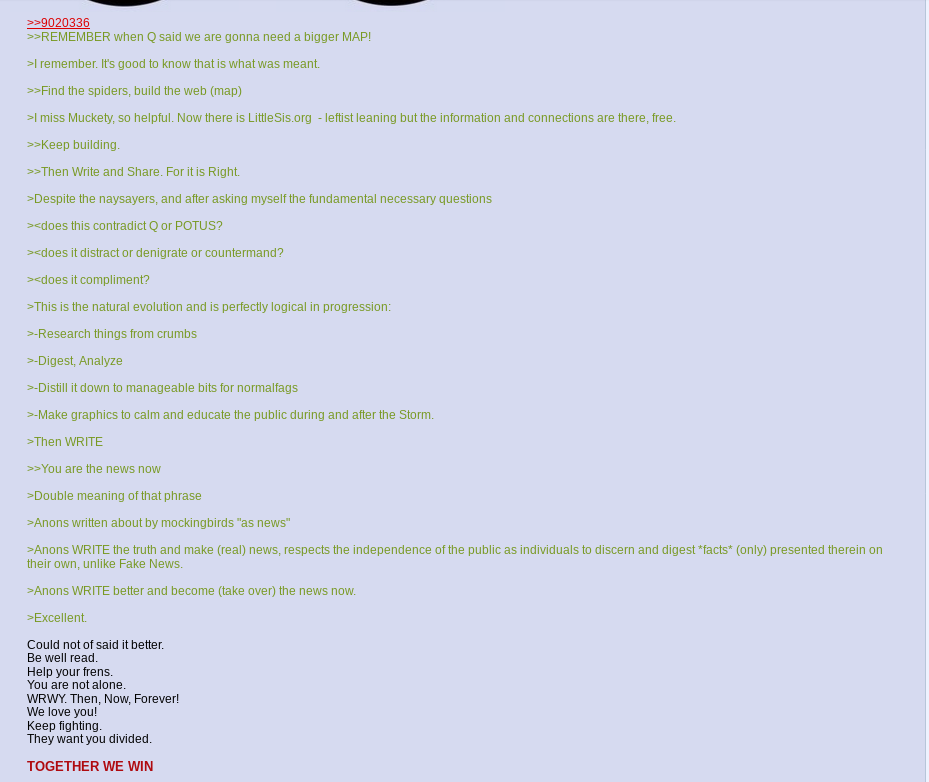 >>9020336
>>REMEMBER when Q said we are gonna need a bigger MAP!
>I remember. It's good to know that is what was meant.
>>Find the spiders, build the web (map)
>I miss Muckety, so helpful. Now there is LittleSis.org  - leftist leaning but the information and connections are there, free.
>>Keep building.
>>Then Write and Share. For it is Right.
>Despite the naysayers, and after asking myself the fundamental necessary questions
><does this contradict Q or POTUS?
><does it distract or denigrate or countermand?
><does it compliment?
>This is the natural evolution and is perfectly logical in progression:
>-Research things from crumbs
>-Digest, Analyze
>-Distill it down to manageable bits for normalfags
>-Make graphics to calm and educate the public during and after the Storm.
>Then WRITE
>>You are the news now
>Double meaning of that phrase
>Anons written about by mockingbirds "as news"
>Anons WRITE the truth and make (real) news, respects the independence of the public as individuals to discern and digest *facts* (only) presented therein on
their own, unlike Fake News.
>Anons WRITE better and become (take over) the news now.
>Excellent.
Could not of said it better.
Be well read.
Help your frens.
You are not alone.
WRWY. Then, Now, Forever!
We love you!
Keep fighting.
They want you divided.
TOGETHER WE WIN